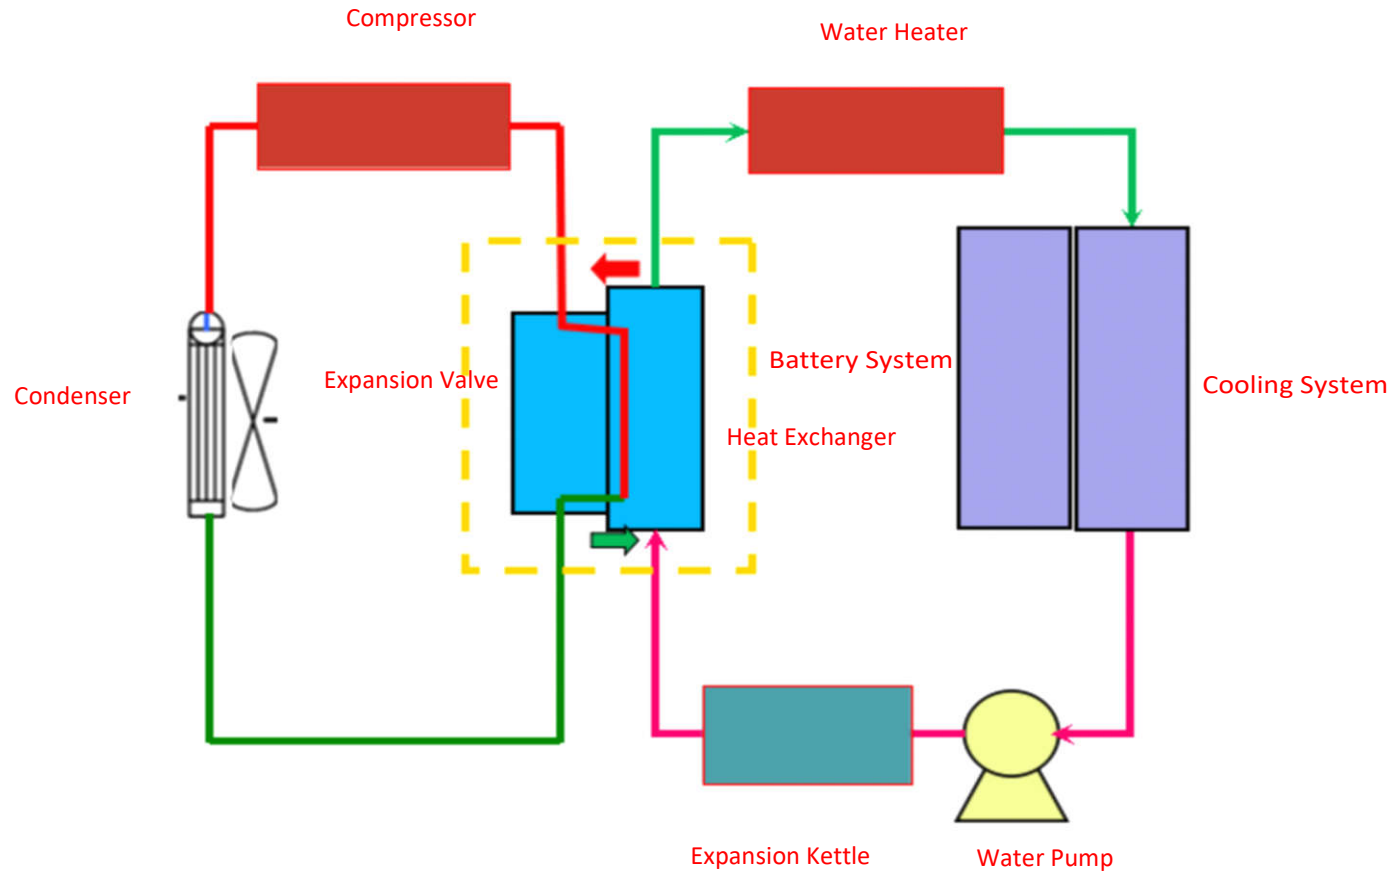 Compressor
Water Heater
Battery System
Expansion Valve
Cooling System
Condenser
Heat Exchanger
Expansion Kettle
Water Pump